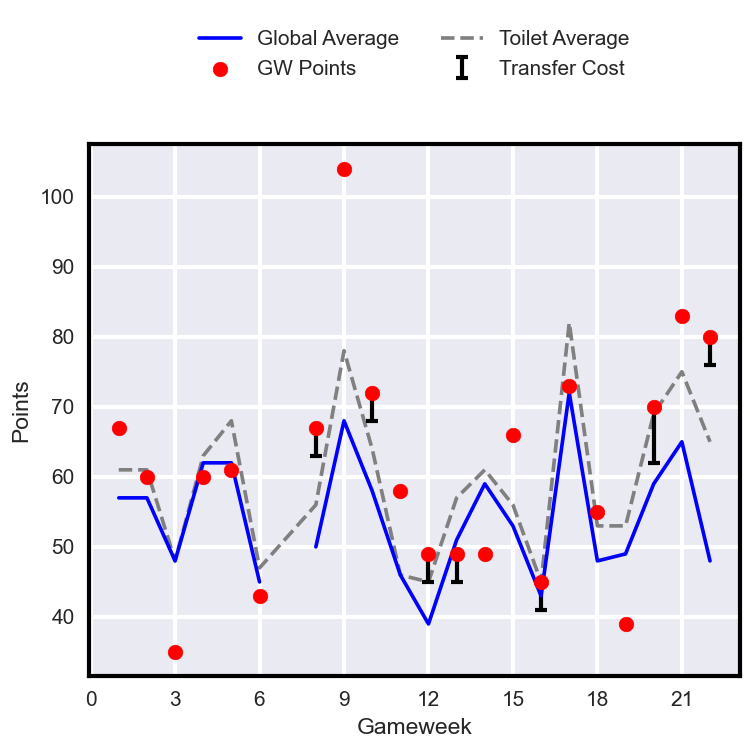 Global Average
Toilet Average
GW Points
Transfer Cost
100
90
80
70
60
50
40
Points
0 3 6 9 12 15 18 21
Gameweek